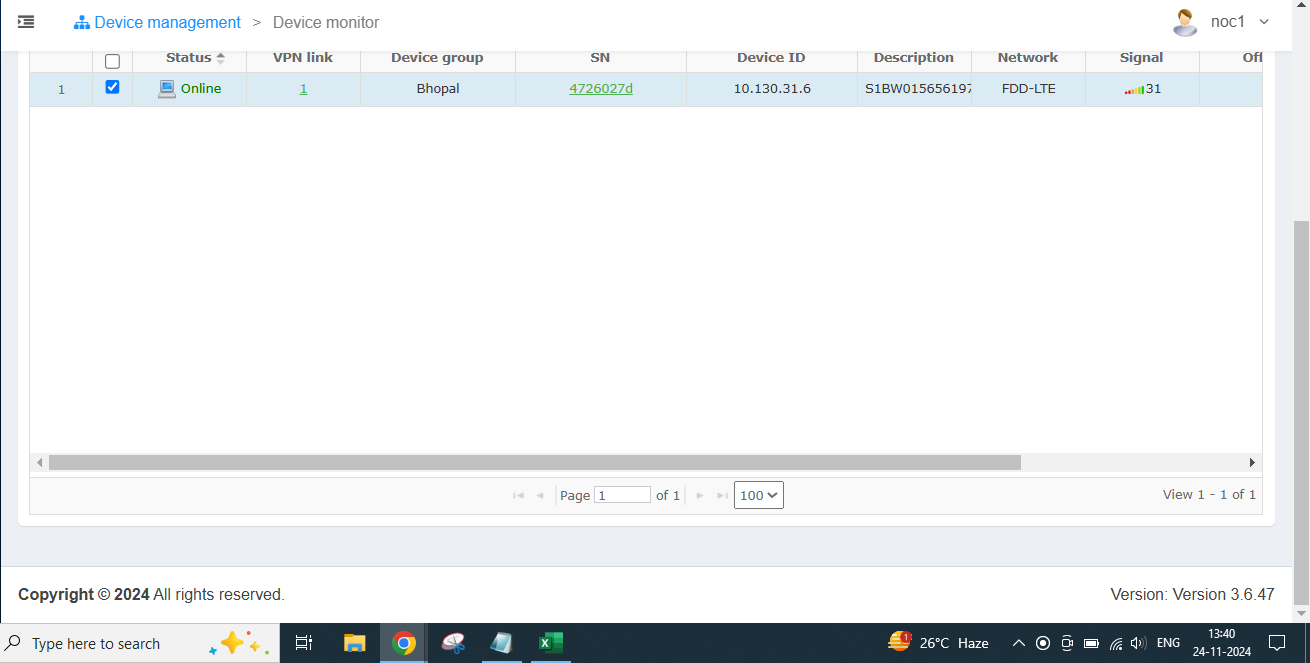 Device management > Device monitor
noc1
Status VPN link Device group SN Device ID Description Network Signal
1 Online 1 Bhopal 4726027d 10.130.31.6 S1BW015656197 FDD-LTE 31
Page 1 of 1 100 View 1 - 1 of 1
Copyright © 2024 All rights reserved. Version: Version 3.6.47
Type here to search
1 26°C Haze ENG 13:40
24-11-2024